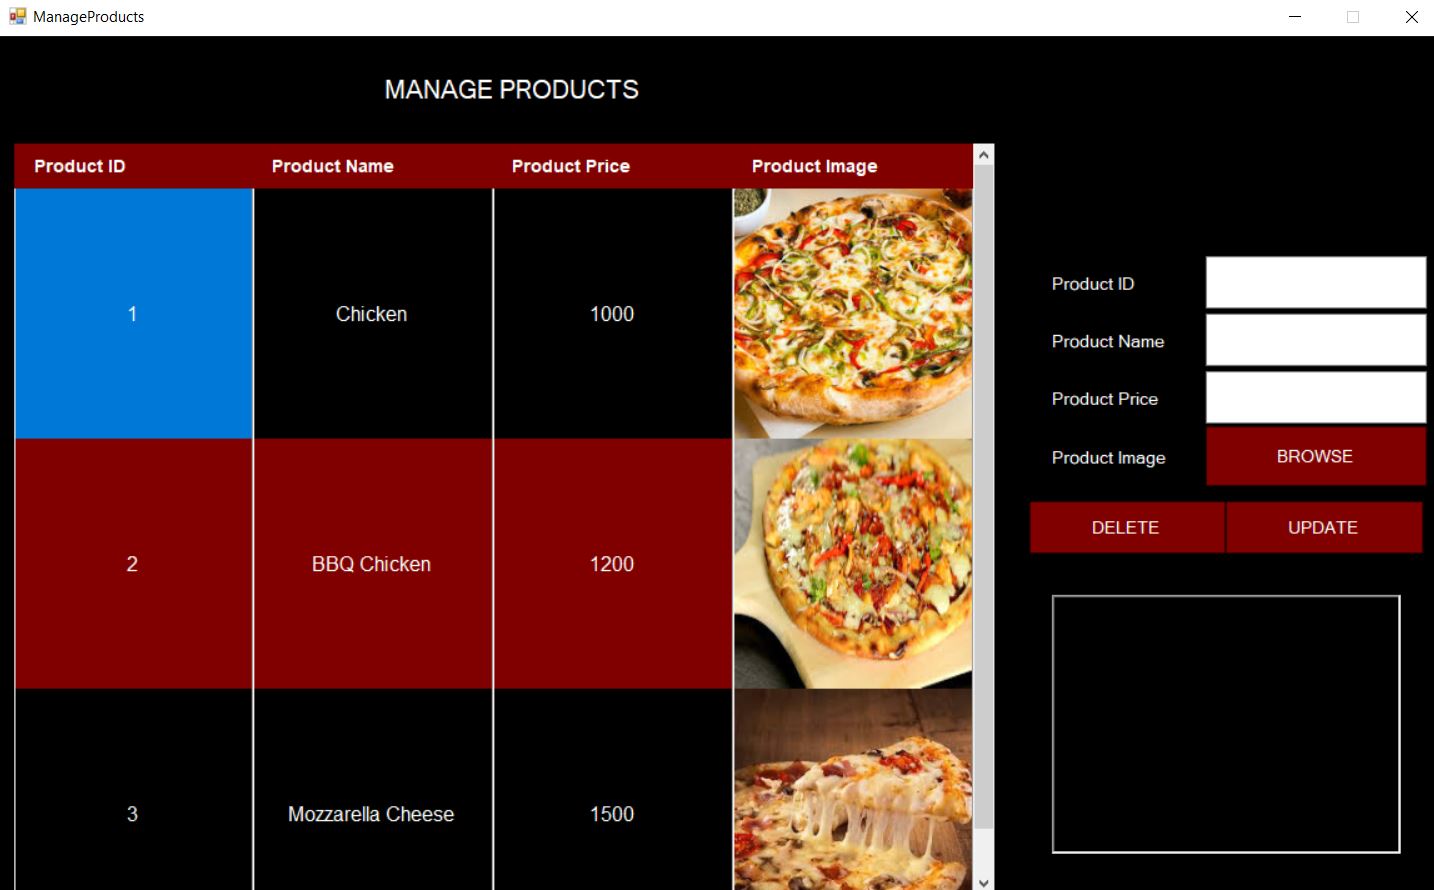 ManageProducts
MANAGE PRODUCTS
Product ID Product Name Product Price Product Image
1 Chicken 1000
2 BBQ Chicken 1200
3 Mozzarella Cheese 1500
Product ID
Product Name
Product Price
Product Image BROWSE
DELETE UPDATE